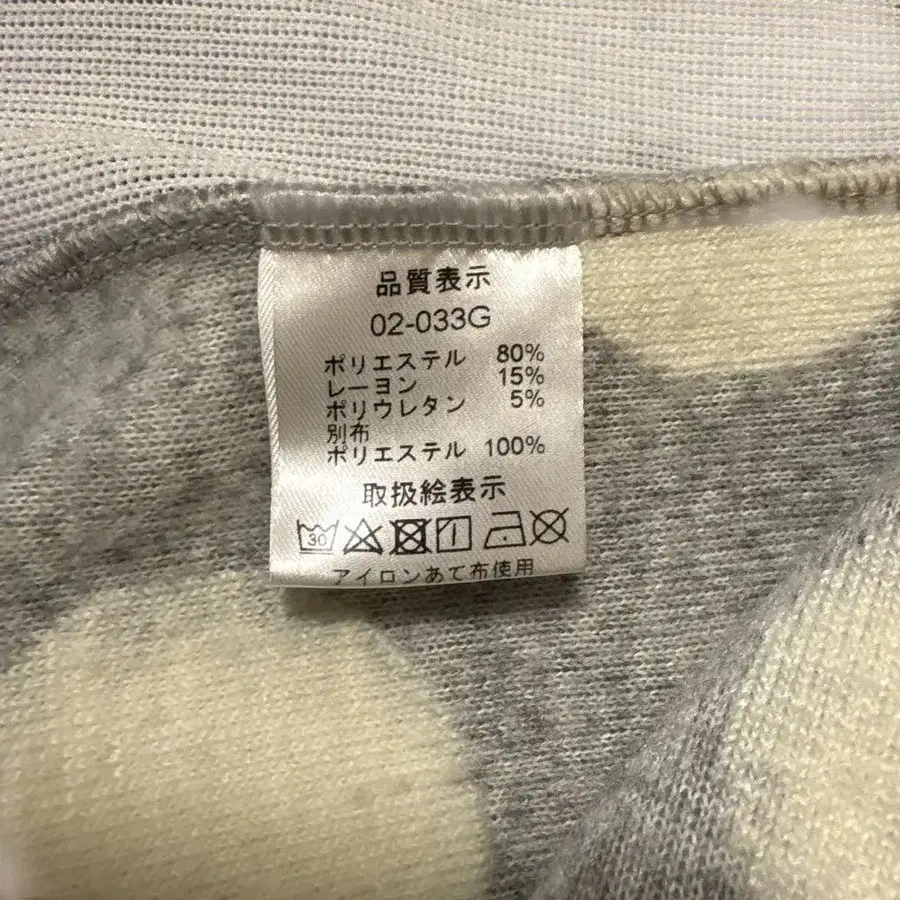 品質表示
02-033G
ポリエステル 80%
レーヨン 15%
ポリウレタン 5%
別布
ポリエステル 100%
取扱絵表示
30
アイロンあて布使用